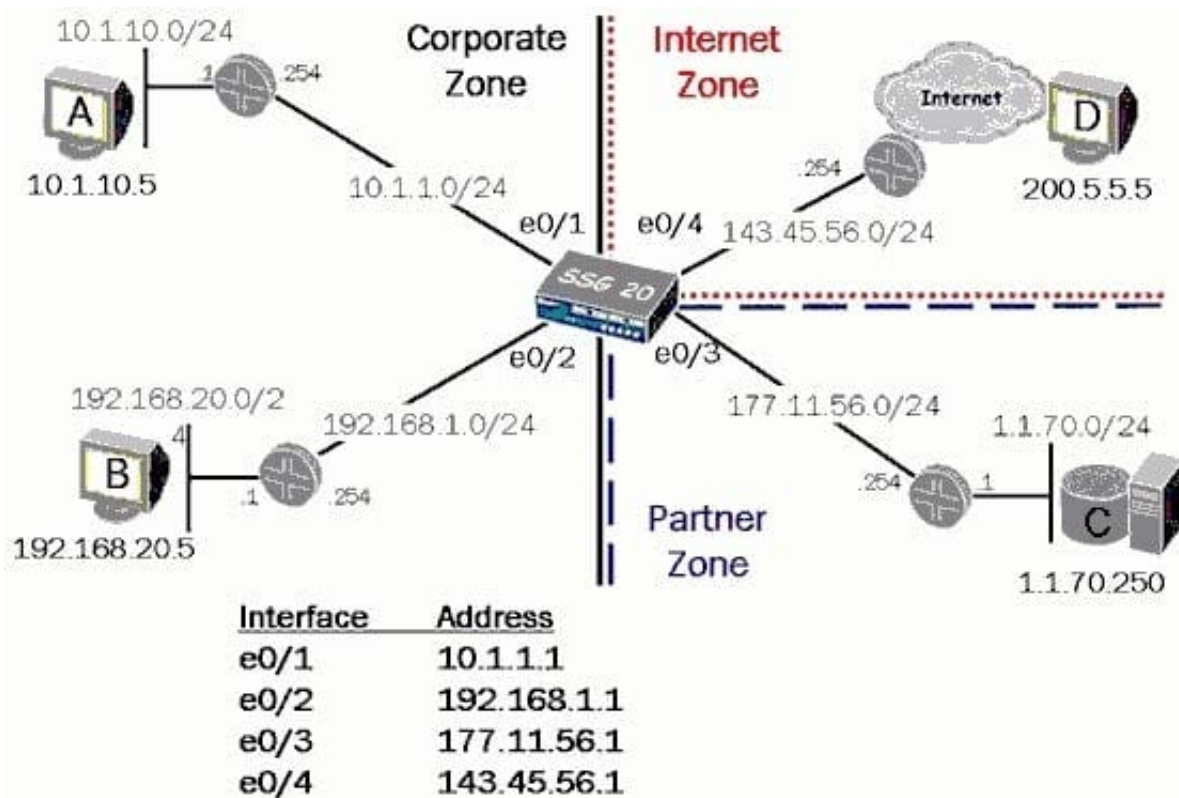 10.1.10.0/24
Corporate
Zone
Internet
Zone
1
.254
A
10.1.10.5
Internet
D
.254
200.5.5.5
10.1.1.0/24
e0/1
e0/4
143.45.56.0/24
SSG 20
e0/2
e0/3
192.168.20.0/2
4
192.168.1.0/24
177.11.56.0/24
1.1.70.0/24
B
.1
.254
192.168.20.5
.254
.1
C
Partner
Zone
1.1.70.250
Interface Address
e0/1 10.1.1.1
e0/2 192.168.1.1
e0/3 177.11.56.1
e0/4 143.45.56.1